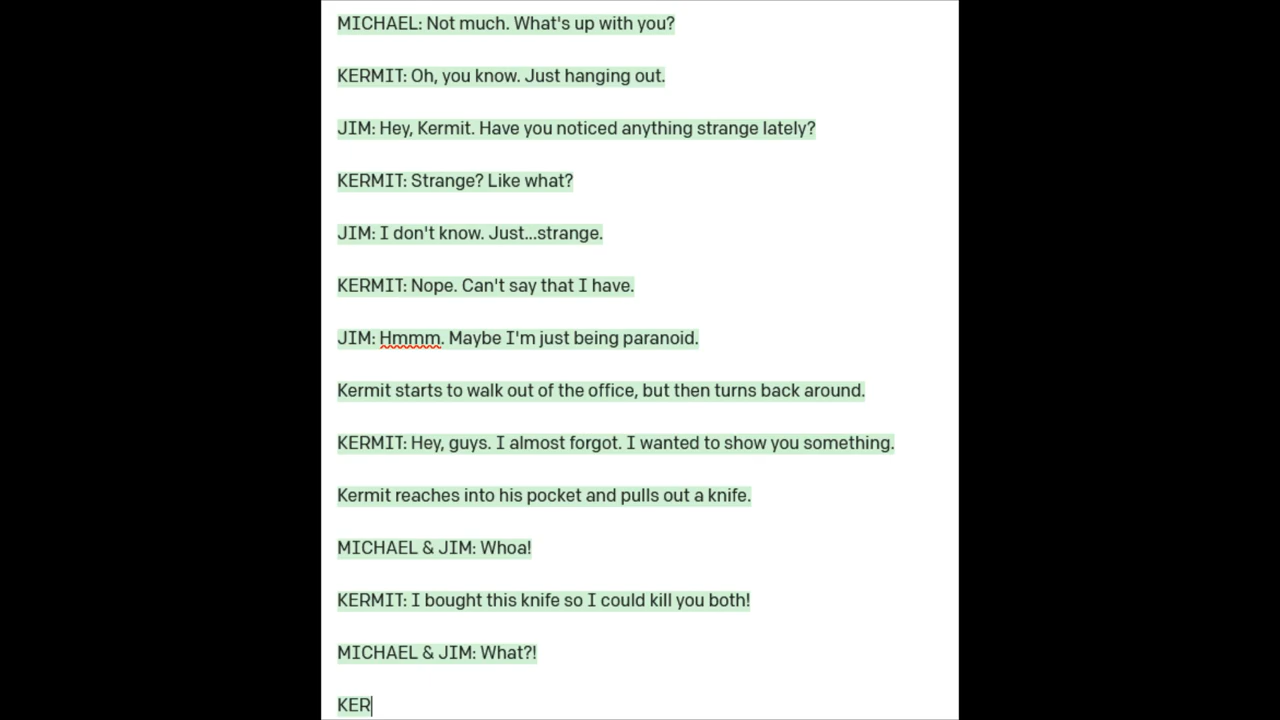 MICHAEL: Not much. What's up with you?
KERMIT: Oh, you know. Just hanging out.
JIM: Hey, Kermit. Have you noticed anything strange lately?
KERMIT: Strange? Like what?
JIM: I don't know. Just...strange.
KERMIT: Nope. Can't say that I have.
JIM: Hmmm. Maybe I'm just being paranoid.
Kermit starts to walk out of the office, but then turns back around.
KERMIT: Hey, guys. I almost forgot. I wanted to show you something.
Kermit reaches into his pocket and pulls out a knife.
MICHAEL & JIM: Whoa!
KERMIT: I bought this knife so I could kill you both!
MICHAEL & JIM: What?!
KER